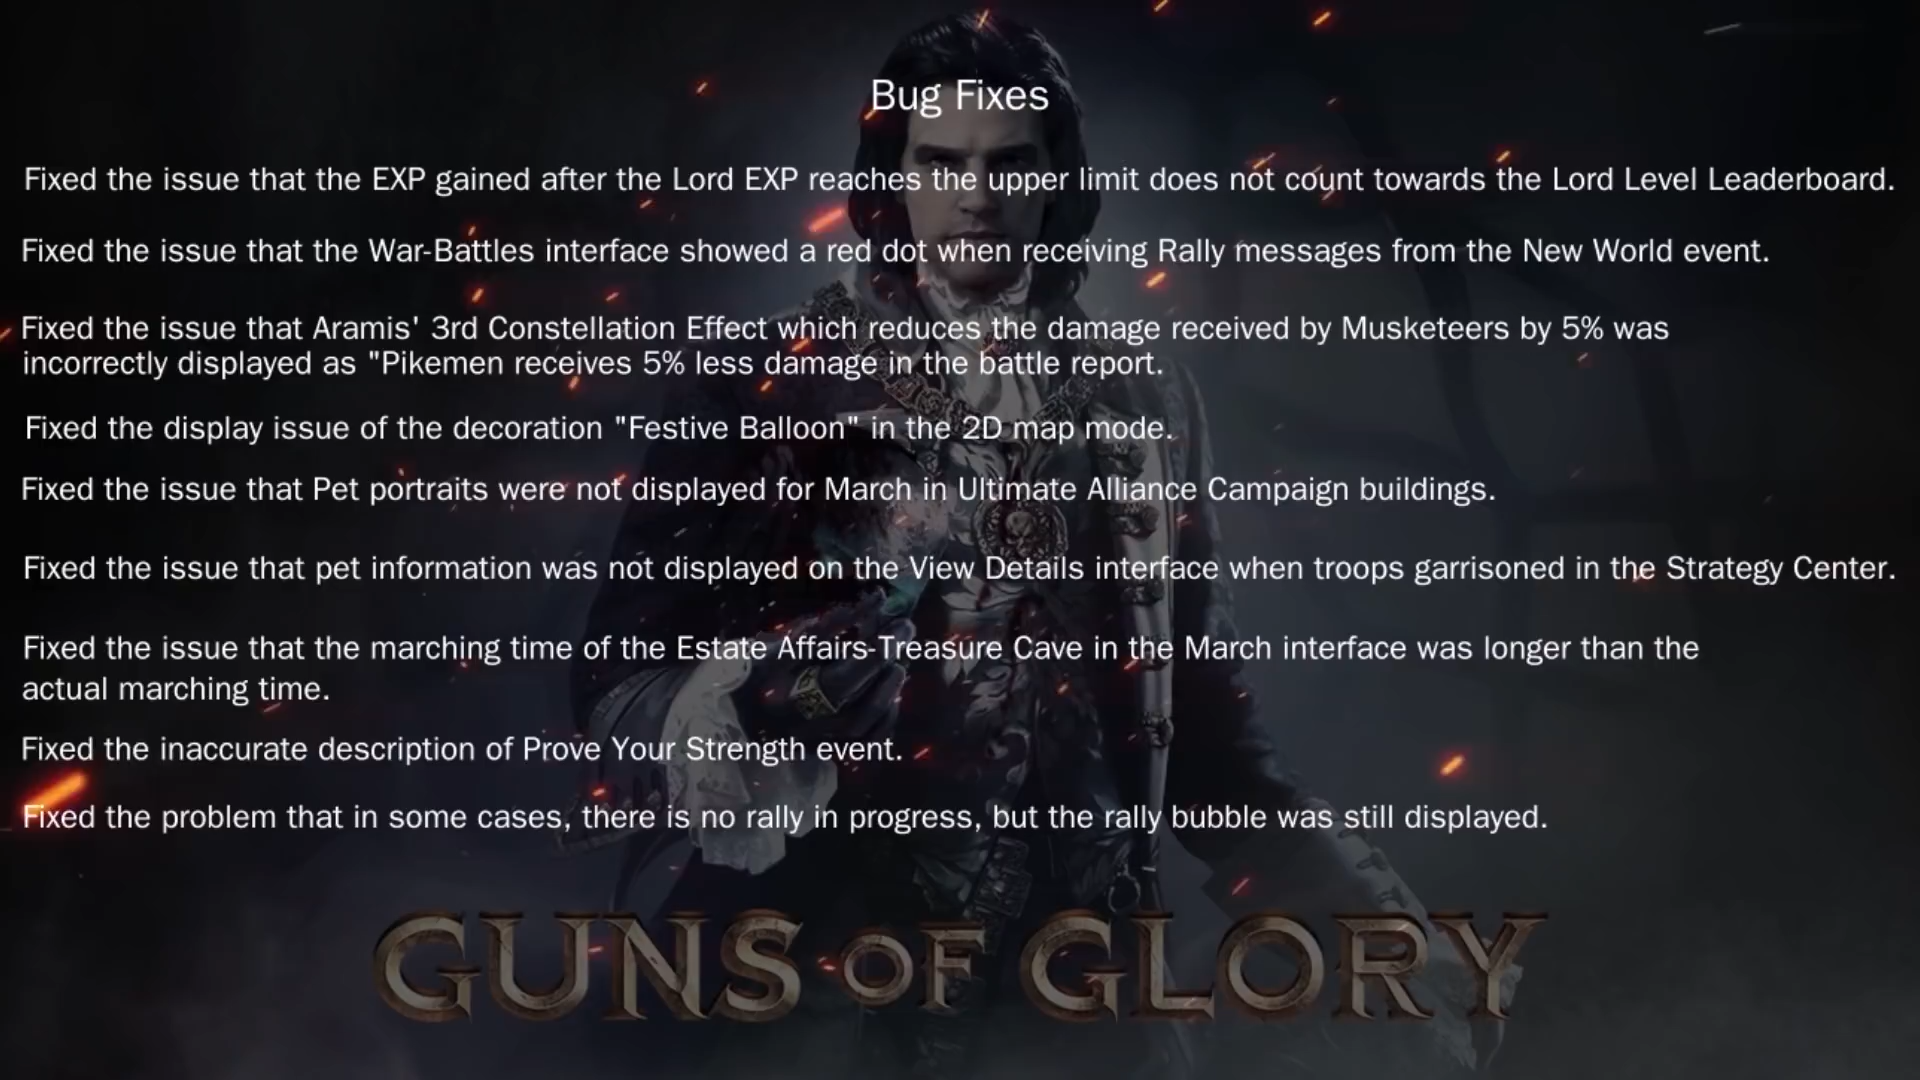 Bug Fixes
Fixed the issue that the EXP gained after the Lord EXP reaches the upper limit does not count towards the Lord Level Leaderboard.
Fixed the issue that the War-Battles interface showed a red dot when receiving Rally messages from the New World event.
Fixed the issue that Aramis' 3rd Constellation Effect which reduces the damage received by Musketeers by 5% was
incorrectly displayed as "Pikemen receives 5% less damage in the battle report.
Fixed the display issue of the decoration "Festive Balloon" in the 2D map mode.
Fixed the issue that Pet portraits were not displayed for March in Ultimate Alliance Campaign buildings.
Fixed the issue that pet information was not displayed on the View Details interface when troops garrisoned in the Strategy Center.
Fixed the issue that the marching time of the Estate Affairs-Treasure Cave in the March interface was longer than the
actual marching time.
Fixed the inaccurate description of Prove Your Strength event.
Fixed the problem that in some cases, there is no rally in progress, but the rally bubble was still displayed.
GUNS OF GLORY